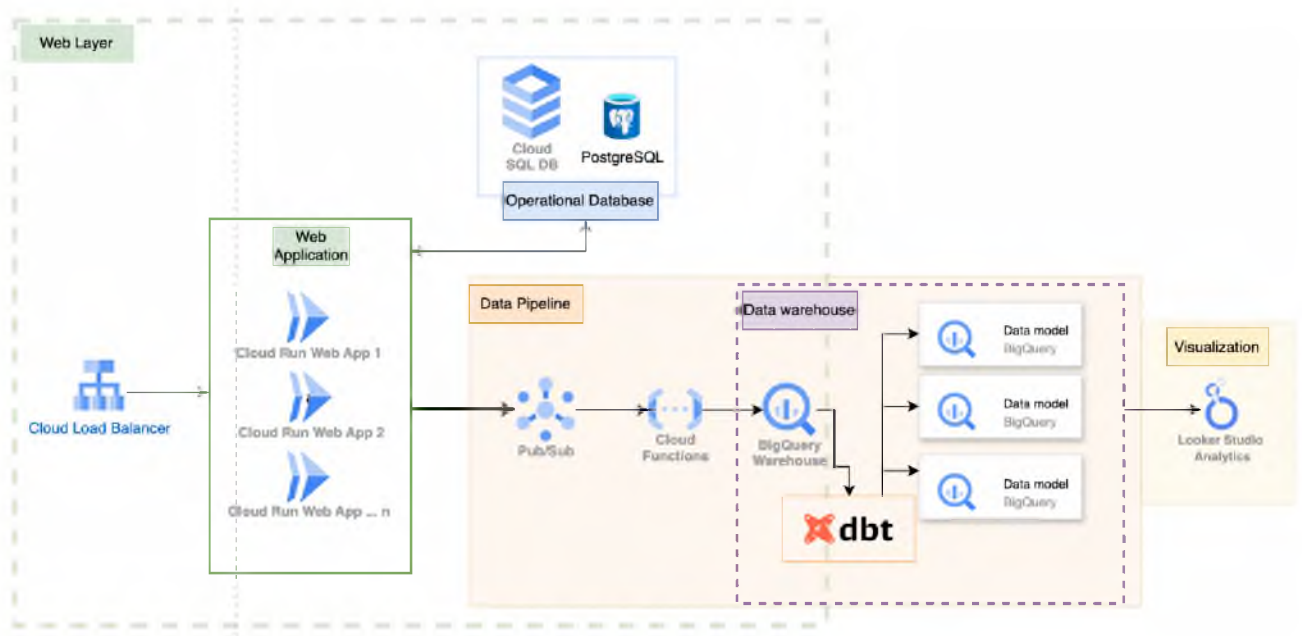 Web Layer
Cloud
SQL DB
PostgreSQL
Operational Database
Web
Application
Cloud Run Web App 1
Cloud Run Web App 2
Cloud Run Web App ... n
Cloud Load Balancer
Data Pipeline
Pub/Sub
Cloud
Functions
Data warehouse
BigQuery
Warehouse
dbt
Data model
BigQuery
Data model
BigQuery
Data model
BigQuery
Visualization
Looker Studio
Analytics